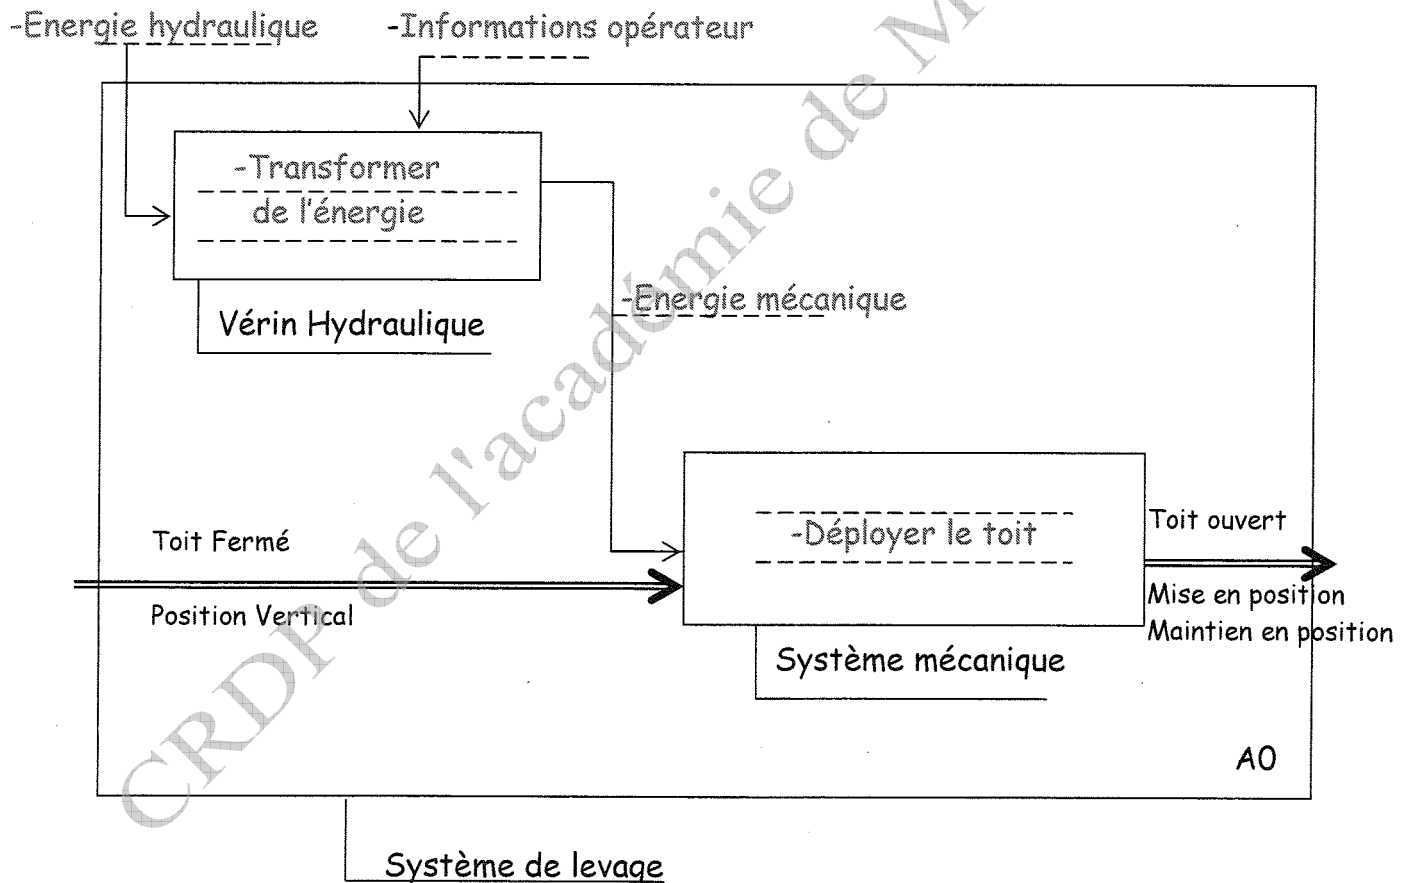 -Energie hydraulique
-Informations opérateur
-Transformer
de l'énergie
Vérin Hydraulique
-Energie mécanique
Toit Fermé
Position Vertical
-Déployer le toit
Système mécanique
Toit ouvert
Mise en position
Maintien en position
A0
Système de levage
CRDP de l'académie de M